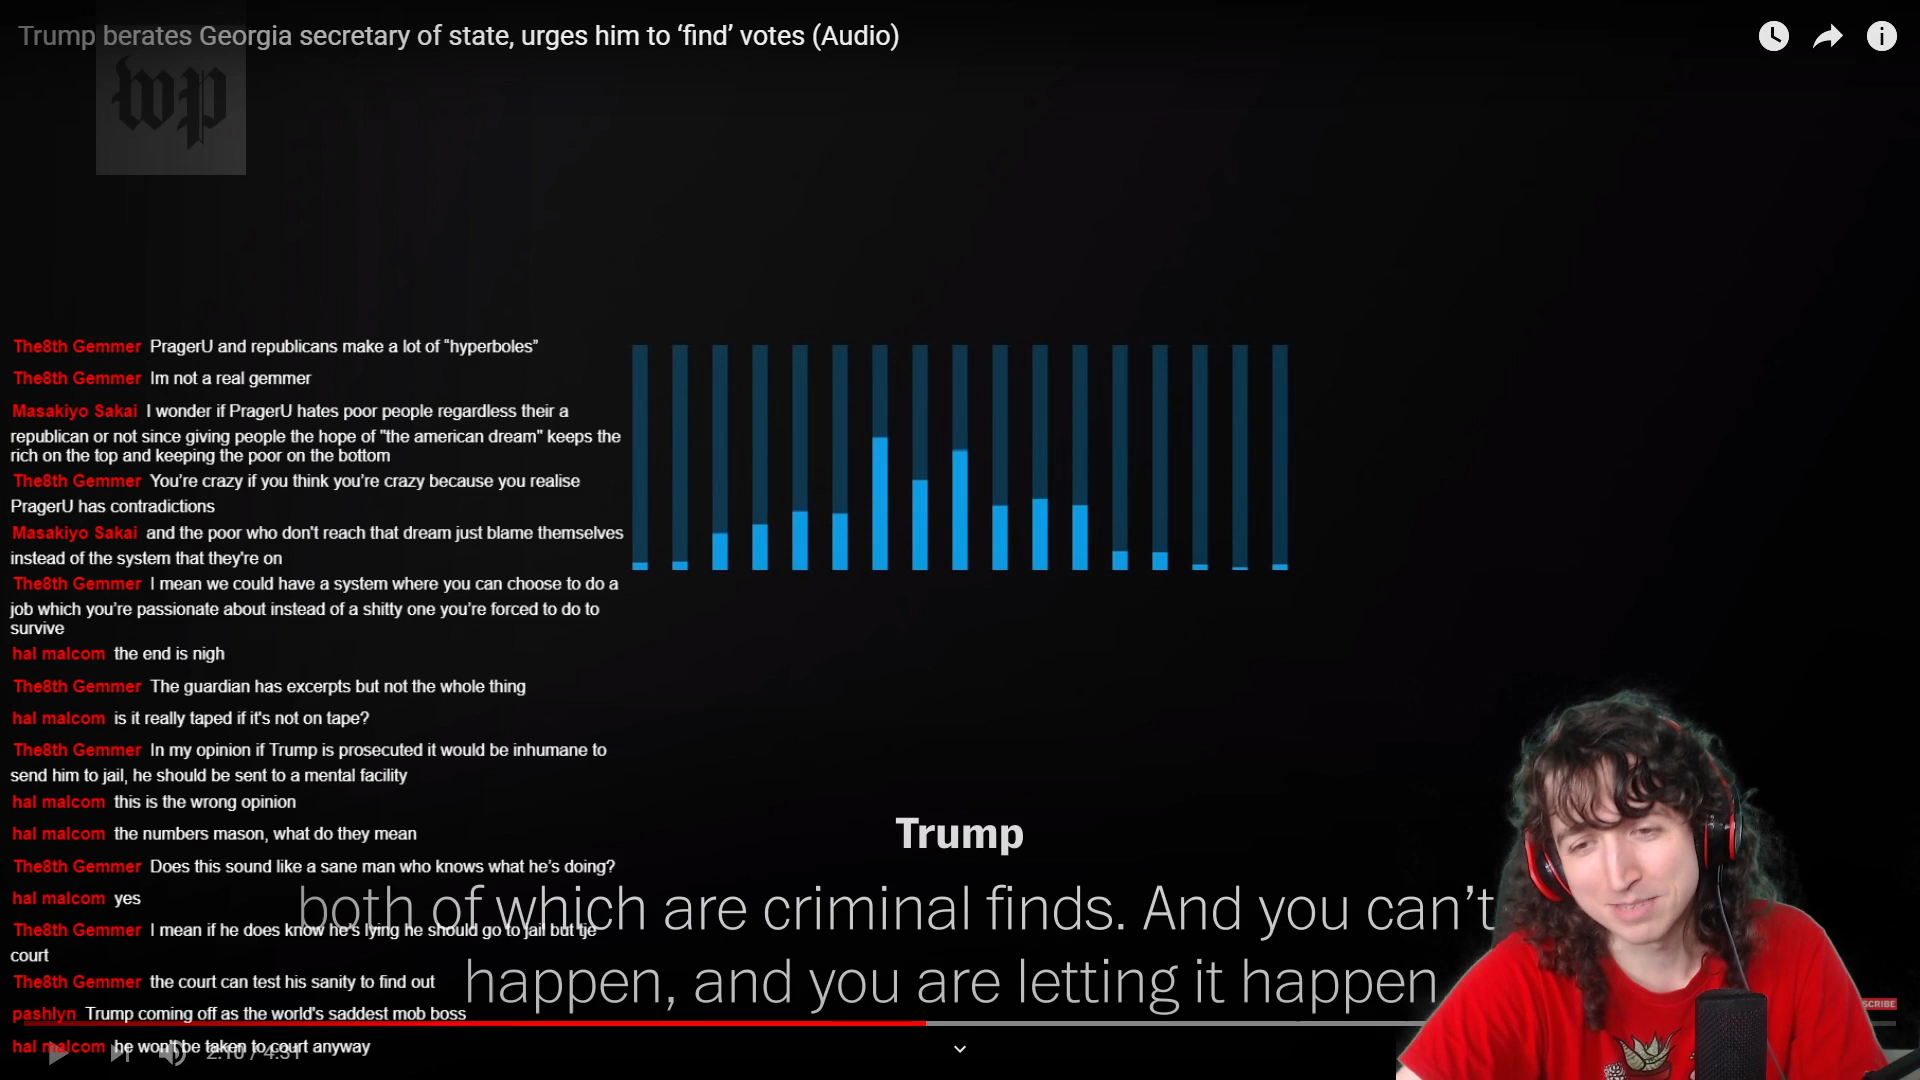 Trump berates Georgia secretary of state, urges him to ‘find’ votes (Audio)
wp
The8th Gemmer PragerU and republicans make a lot of “hyperboles”
The8th Gemmer Im not a real gemmer
Masakiyo Sakai I wonder if PragerU hates poor people regardless their a
republican or not since giving people the hope of "the american dream" keeps the
rich on the top and keeping the poor on the bottom
The8th Gemmer You’re crazy if you think you’re crazy because you realise
PragerU has contradictions
Masakiyo Sakai and the poor who don't reach that dream just blame themselves
instead of the system that they're on
The8th Gemmer I mean we could have a system where you can choose to do a
job which you’re passionate about instead of a shitty one you’re forced to do to
survive
hal malcom the end is nigh
The8th Gemmer The guardian has excerpts but not the whole thing
hal malcom is it really taped if it's not on tape?
The8th Gemmer In my opinion if Trump is prosecuted it would be inhumane to
send him to jail, he should be sent to a mental facility
hal malcom this is the wrong opinion
hal malcom the numbers mason, what do they mean
The8th Gemmer Does this sound like a sane man who knows what he’s doing?
hal malcom yes
The8th Gemmer I mean if he does know he’s lying he should go to jail but tje
court
The8th Gemmer the court can test his sanity to find out
pashlyn Trump coming off as the world's saddest mob boss
hal malcom he won't be taken to court anyway
Trump
both of which are criminal finds. And you can’t
happen, and you are letting it happen.
2:10 / 4:31
SCRIBE